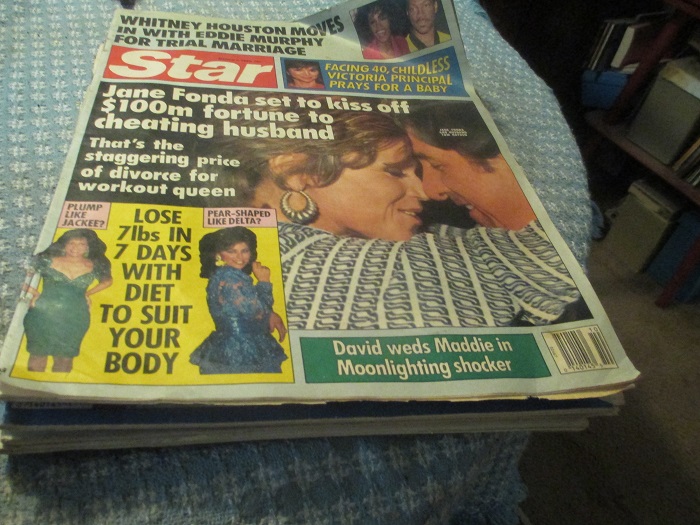 WHITNEY HOUSTON MOVES
IN WITH EDDIE MURPHY
FOR TRIAL MARRIAGE
Star
FACING 40, CHILDLESS
VICTORIA PRINCIPAL
PRAYS FOR A BABY
Jane Fonda set to kiss off
$100m fortune to
cheating husband
That's the
staggering price
of divorce for
workout queen
PLUMP
LIKE
JACKEE?
LOSE
7lbs IN
7 DAYS
WITH
DIET
TO SUIT
YOUR
BODY
PEAR-SHAPED
LIKE DELTA?
David weds Maddie in
Moonlighting shocker